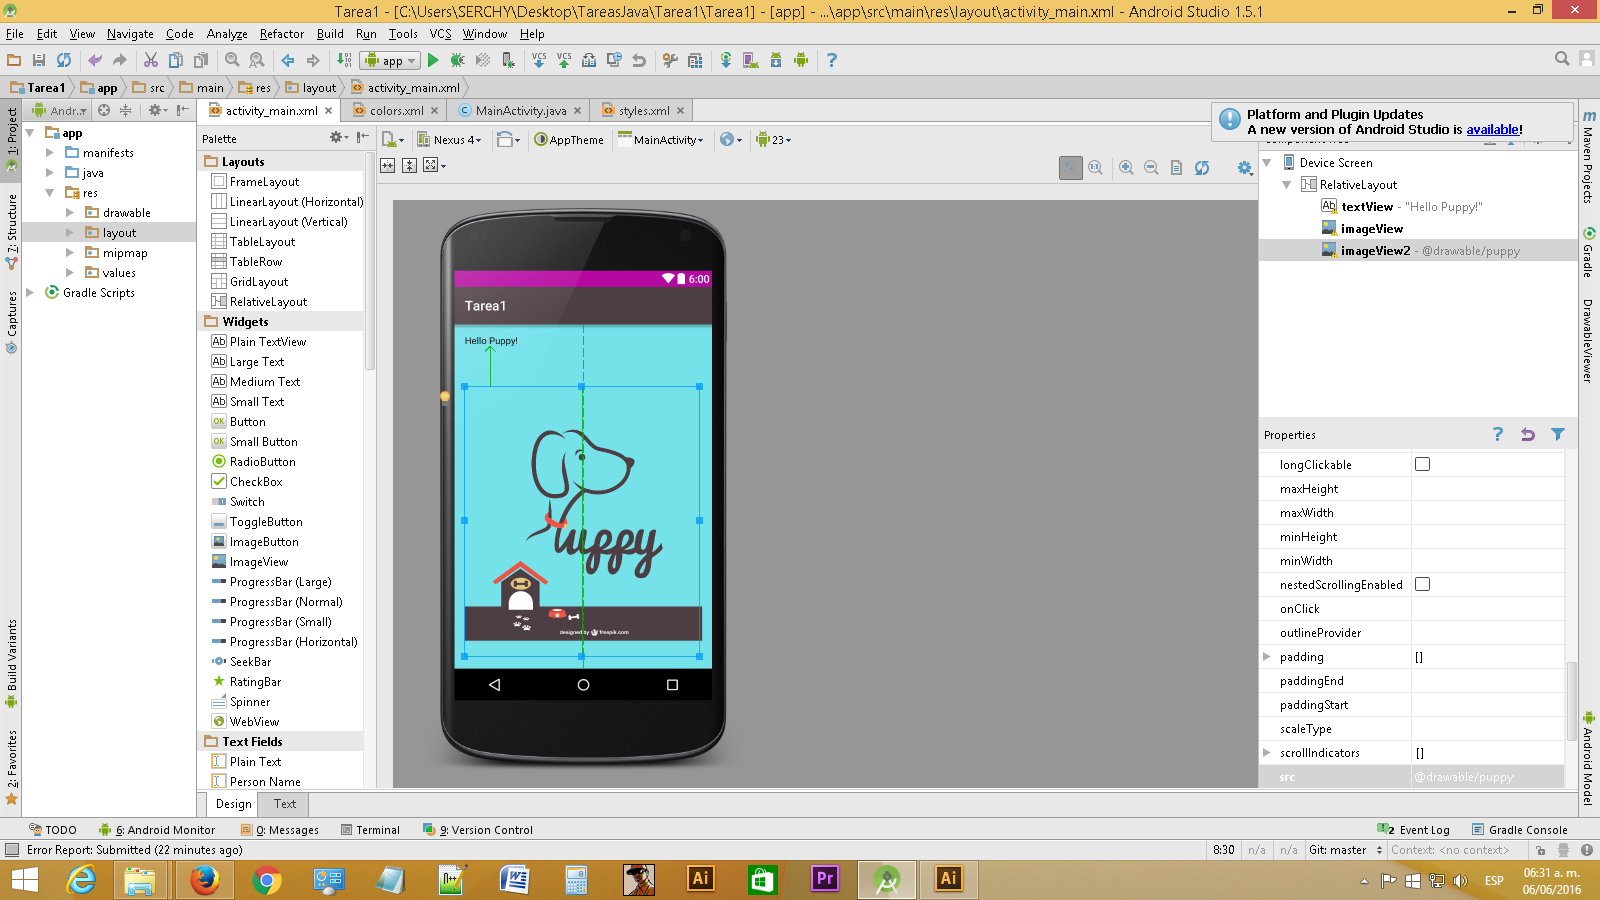 Tarea1 - [C:\Users\SERCHY\Desktop\TareasJava\Tarea1\Tarea1] - [app] - ...\app\src\main\res\layout\activity_main.xml - Android Studio 1.5.1
File Edit View Navigate Code Analyze Refactor Build Run Tools VCS Window Help
app
Tarea1 app src main res layout activity_main.xml
Andr...
activity_main.xml
colors.xml
MainActivity.java
styles.xml
Platform and Plugin Updates
A new version of Android Studio is available!
1: Project
7: Structure
Captures
Build Variants
2: Favorites
app
manifests
java
res
drawable
layout
mipmap
values
Gradle Scripts
Palette
Layouts
FrameLayout
LinearLayout (Horizontal)
LinearLayout (Vertical)
TableLayout
TableRow
GridLayout
RelativeLayout
Widgets
Plain TextView
Large Text
Medium Text
Small Text
Button
Small Button
RadioButton
CheckBox
Switch
ToggleButton
ImageButton
ImageView
ProgressBar (Large)
ProgressBar (Normal)
ProgressBar (Small)
ProgressBar (Horizontal)
SeekBar
RatingBar
Spinner
WebView
Text Fields
Plain Text
Person Name
Nexus 4 AppTheme MainActivity 23
6:00
Tarea1
Hello Puppy!
Puppy
designed by freepik.com
Device Screen
RelativeLayout
textView - "Hello Puppy!"
imageView
imageView2 - @drawable/puppy
Properties
longClickable
maxHeight
maxWidth
minHeight
minWidth
nestedScrollingEnabled
onClick
outlineProvider
padding []
paddingEnd
paddingStart
scaleType
scrollIndicators []
src @drawable/puppy
Maven Projects
Gradle
DrawableViewer
Android Model
Design Text
TODO 6: Android Monitor 0: Messages Terminal 9: Version Control 2 Event Log Gradle Console
Error Report: Submitted (22 minutes ago) 8:30 n/a n/a Git: master Context: <no context>
ESP
06:31 a. m.
06/06/2016